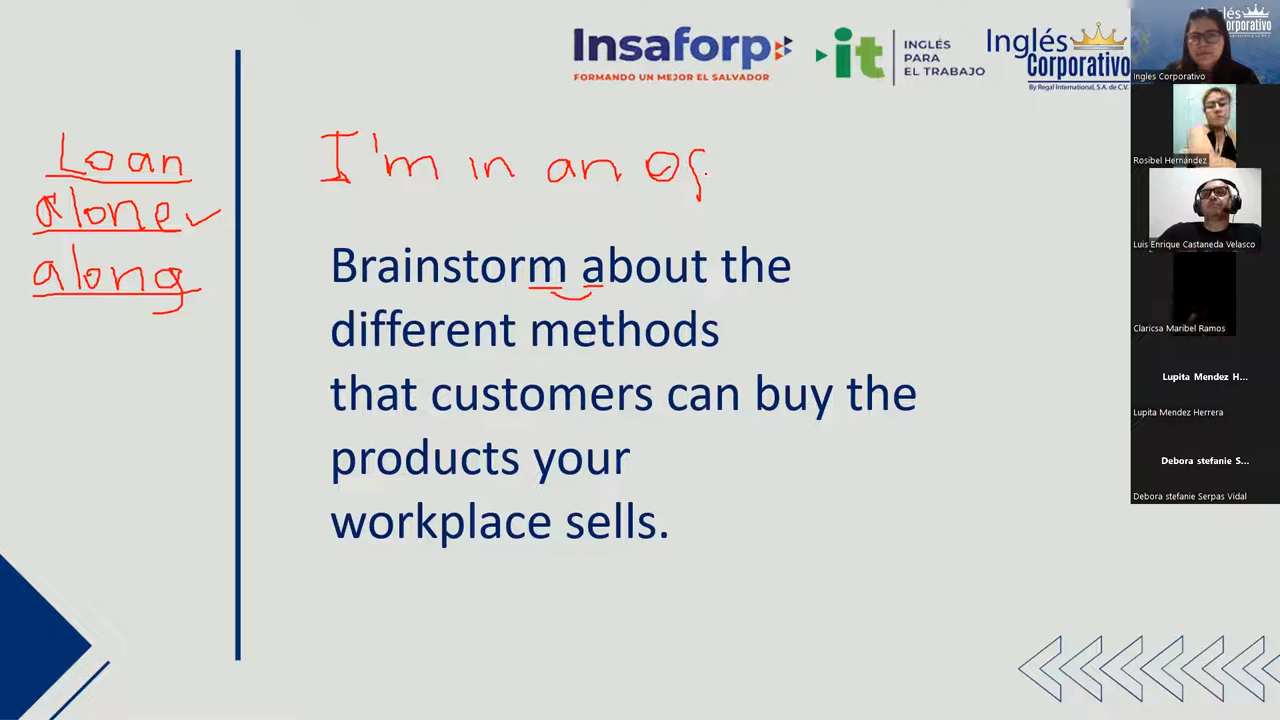 Insaforp
FORMANDO UN MEJOR EL SALVADOR
it
INGLÉS
PARA
EL TRABAJO
Inglés
Corporativo
By Regal International, S.A. de C.V.
Loan
alone
along
I'm in an of
Brainstorm about the
different methods
that customers can buy the
products your
workplace sells.
Ingles Corporativo
Rosibel Hernández
Luis Enrique Castaneda Velasco
Claricsa Maribel Ramos
Lupita Mendez H...
Lupita Mendez Herrera
Debora stefanie S...
Debora stefanie Serpas Vidal